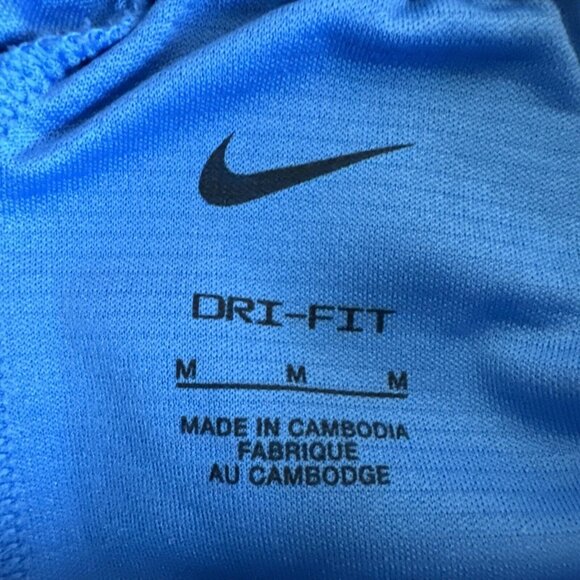 DRI-FIT
M M M
MADE IN CAMBODIA
FABRIQUE
AU CAMBODGE